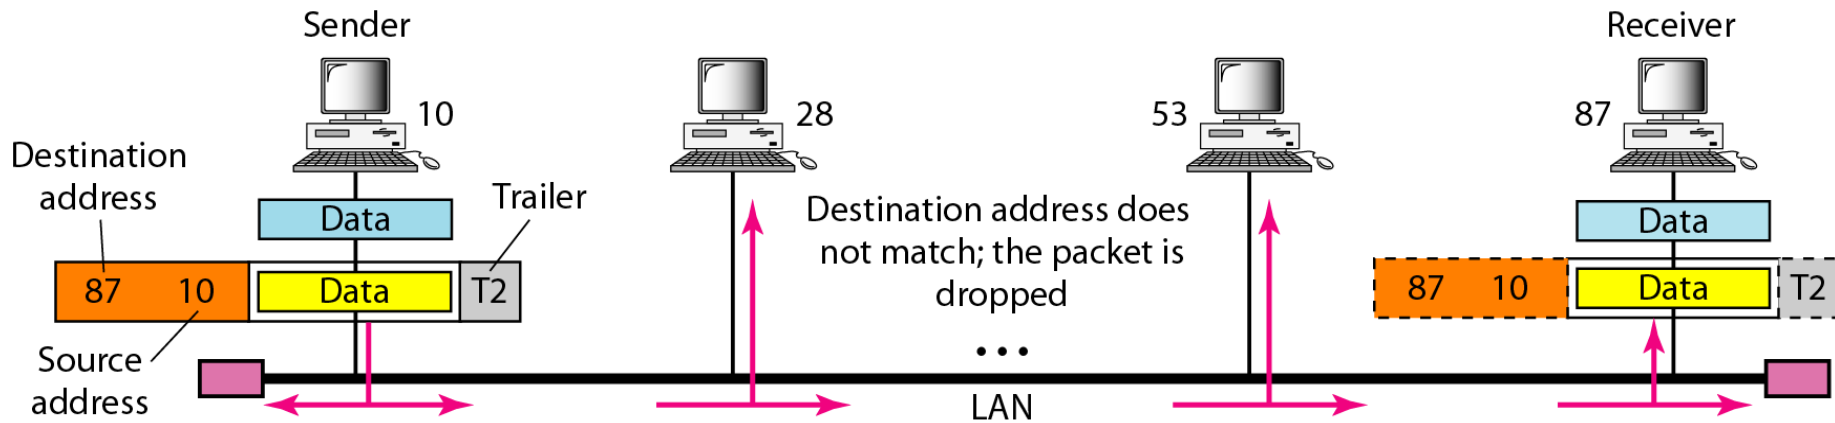 Sender
Receiver
10
28
53
87
Destination
address
Trailer
Data
Destination address does
not match; the packet is
dropped
Data
87 10
Data
T2
87 10
Data
T2
Source
address
...
LAN